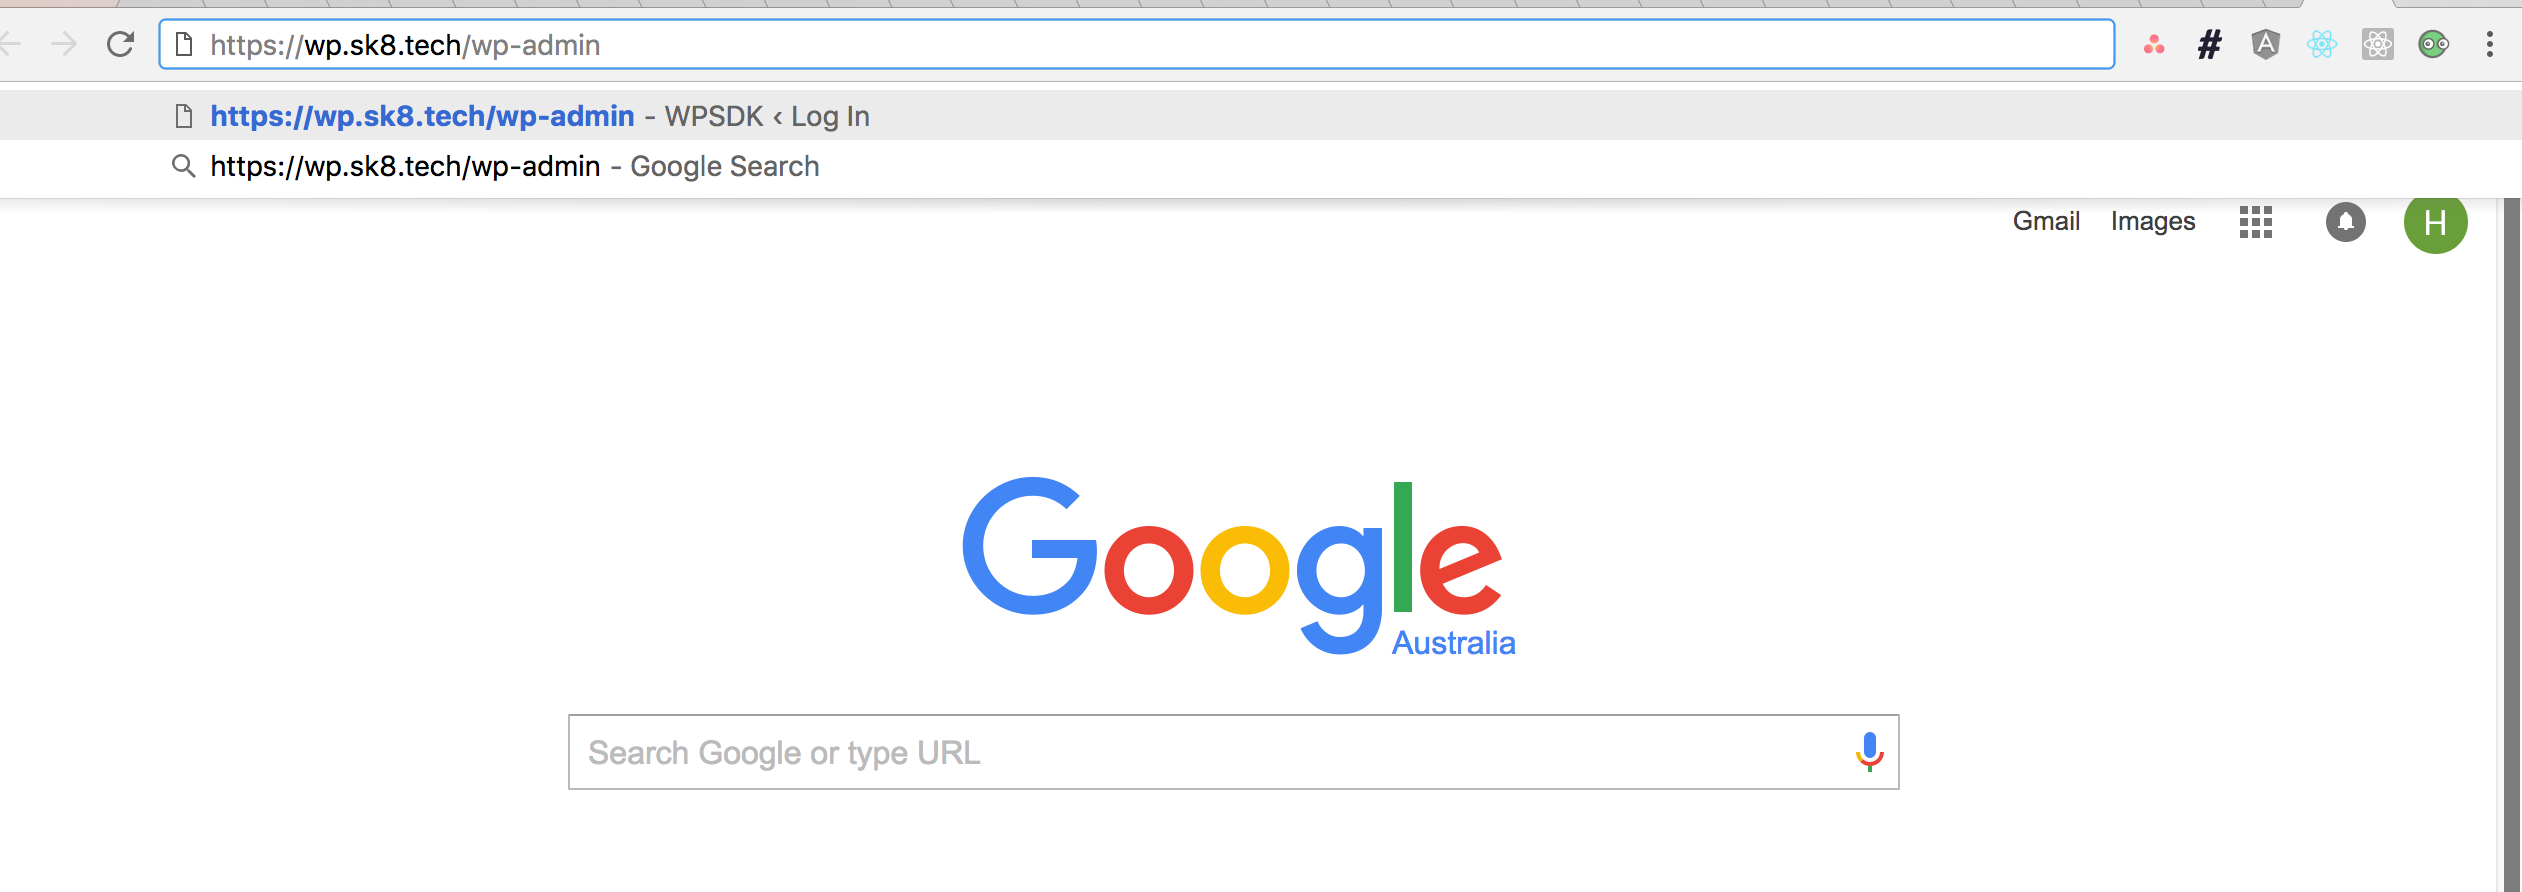 https://wp.sk8.tech/wp-admin
https://wp.sk8.tech/wp-admin - WPSDK ‹ Log In
https://wp.sk8.tech/wp-admin - Google Search
Gmail Images H
Google
Australia
Search Google or type URL